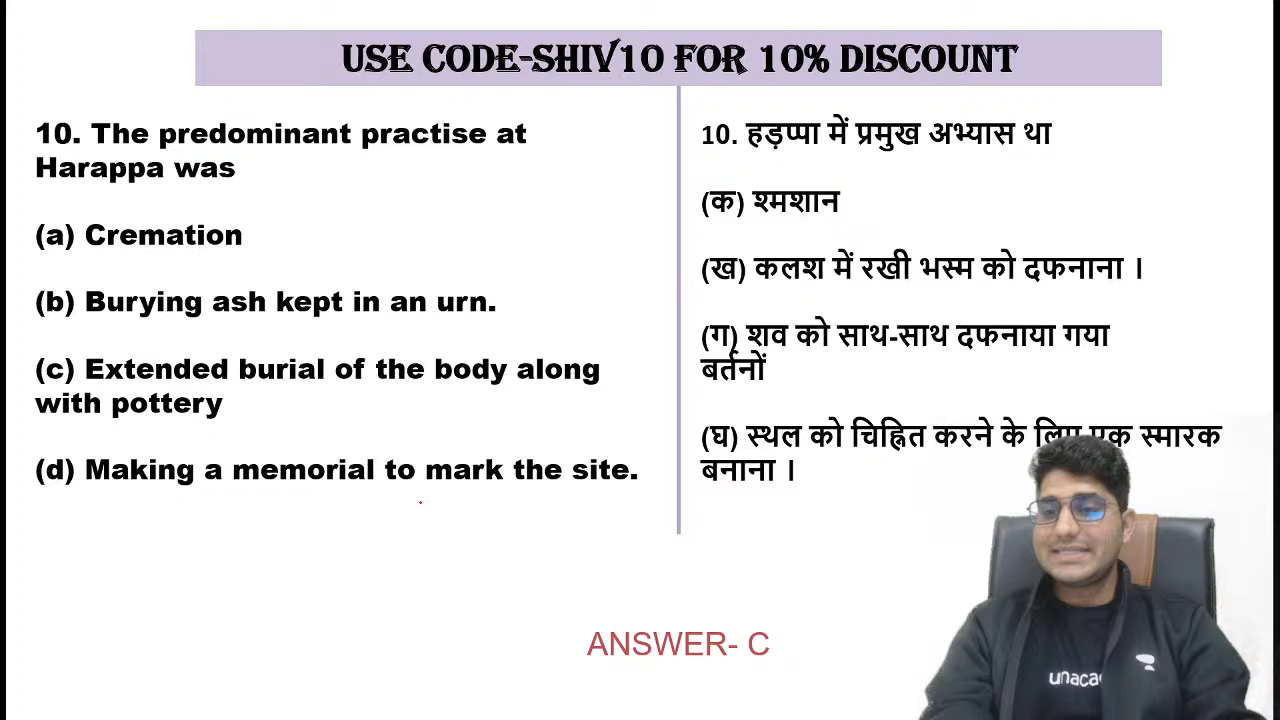 USE CODE-SHIV10 FOR 10% DISCOUNT
10. The predominant practise at
Harappa was
(a) Cremation
(b) Burying ash kept in an urn.
(c) Extended burial of the body along
with pottery
(d) Making a memorial to mark the site.
10. हड़प्पा में प्रमुख अभ्यास था
(क) श्मशान
(ख) कलश में रखी भस्म को दफनाना ।
(ग) शव को साथ-साथ दफनाया गया
बर्तनों
(घ) स्थल को चिह्नित करने के लिए एक स्मारक
बनाना ।
ANSWER- C
unaca